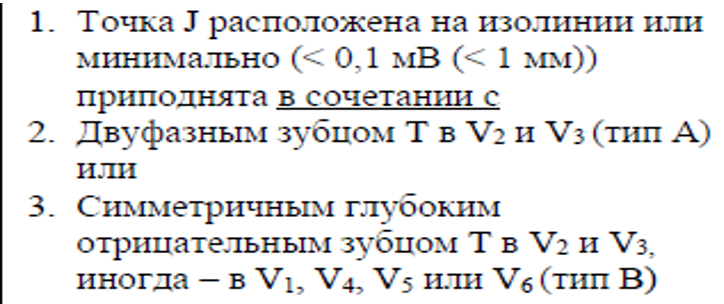 1. Точка J расположена на изолинии или
минимально (< 0,1 мВ (< 1 мм))
приподнята в сочетании с
2. Двуфазным зубцом Т в V2 и V3 (тип А)
или
3. Симметричным глубоким
отрицательным зубцом Т в V2 и V3,
иногда – в V1, V4, V5 или V6 (тип В)